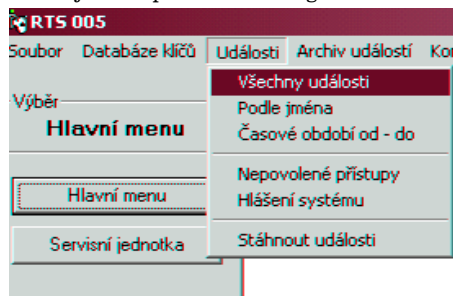 RTS 005
Soubor Databáze klíčů Události Archiv událostí
Všechny události
Podle jména
Časové období od - do
Nepovolené přístupy
Hlášení systému
Stáhnout události
Výběr
Hlavní menu
Hlavní menu
Servisní jednotka